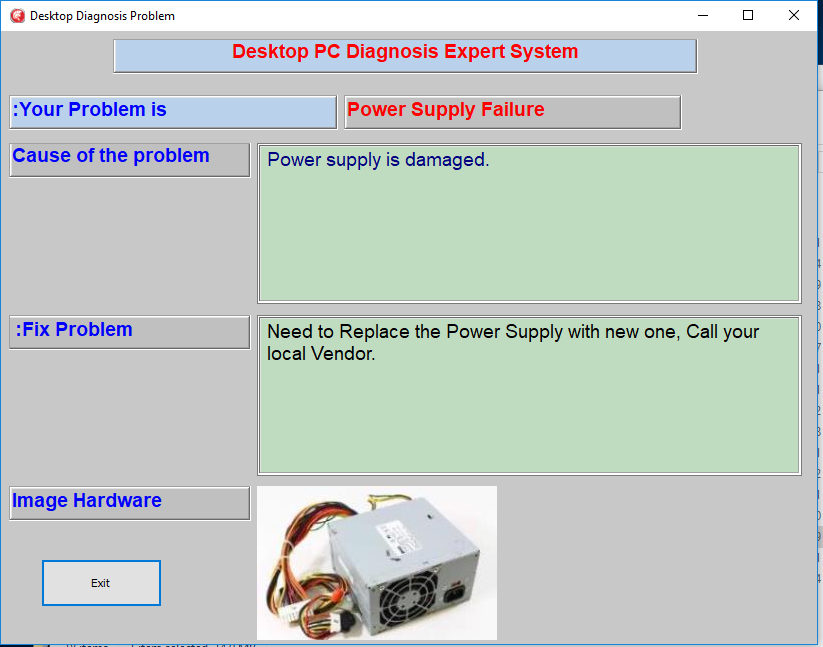 Desktop Diagnosis Problem
Desktop PC Diagnosis Expert System
:Your Problem is
Power Supply Failure
Cause of the problem
Power supply is damaged.
:Fix Problem
Need to Replace the Power Supply with new one, Call your
local Vendor.
Image Hardware
Exit